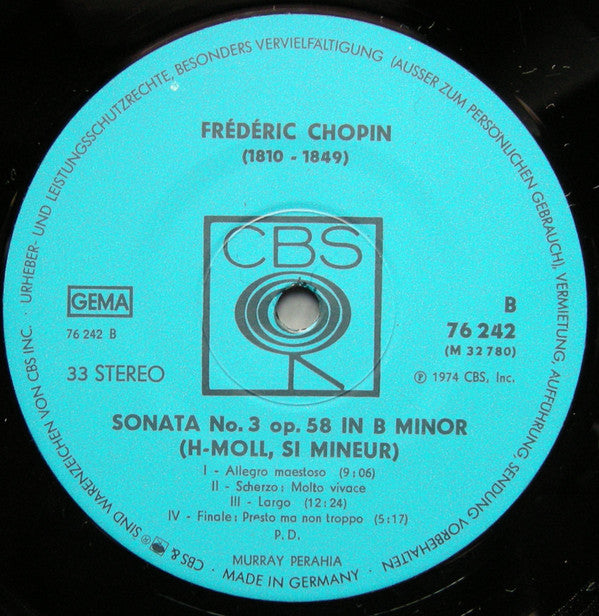 URHEBER- UND LEISTUNGSSCHUTZRECHTE, BESONDERS VERVIELFÄLTIGUNG (AUSSER ZUM PERSÖNLICHEN GEBRAUCH), VERMIETUNG, AUFFÜHRUNG, SENDUNG VORBEHALTEN
FRÉDÉRIC CHOPIN
(1810 - 1849)
CBS
GEMA
76 242 B
33 STEREO
B
76 242
(M 32 780)
Ⓟ 1974 CBS, Inc.
SONATA No. 3 op. 58 IN B MINOR
(H-MOLL, SI MINEUR)
I - Allegro maestoso (9:06)
II - Scherzo: Molto vivace
III - Largo (12:24)
IV - Finale: Presto ma non troppo (5:17)
P. D.
MURRAY PERAHIA
CBS & ® SIND WARENZEICHEN VON CBS INC. ·
· MADE IN GERMANY ·